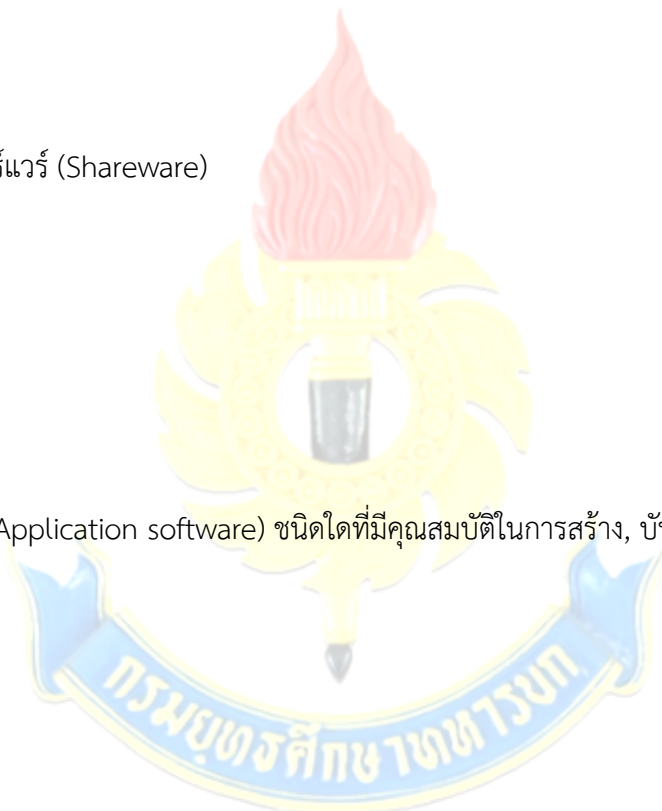 ์แวร์ (Shareware)
Application software) ชนิดใดที่มีคุณสมบัติในการสร้าง, บั
กรมยุทธศึกษาทหารบก